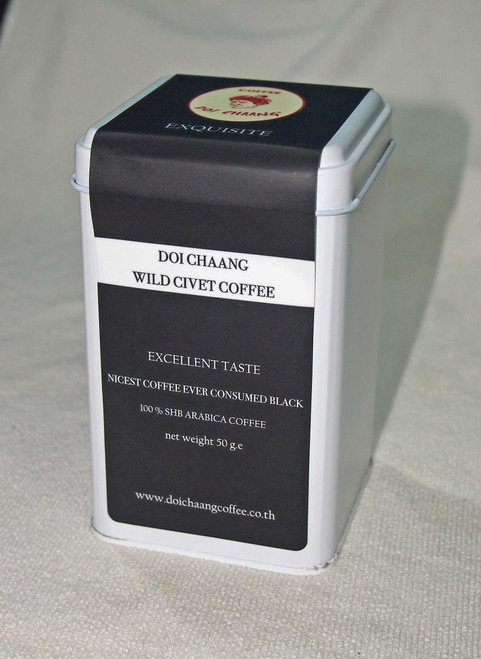 COFFEE
DOI CHAANG
EXQUISITE
DOI CHAANG
WILD CIVET COFFEE
EXCELLENT TASTE
NICEST COFFEE EVER CONSUMED BLACK
100 % SHB ARABICA COFFEE
net weight 50 g.e
www.doichaangcoffee.co.th